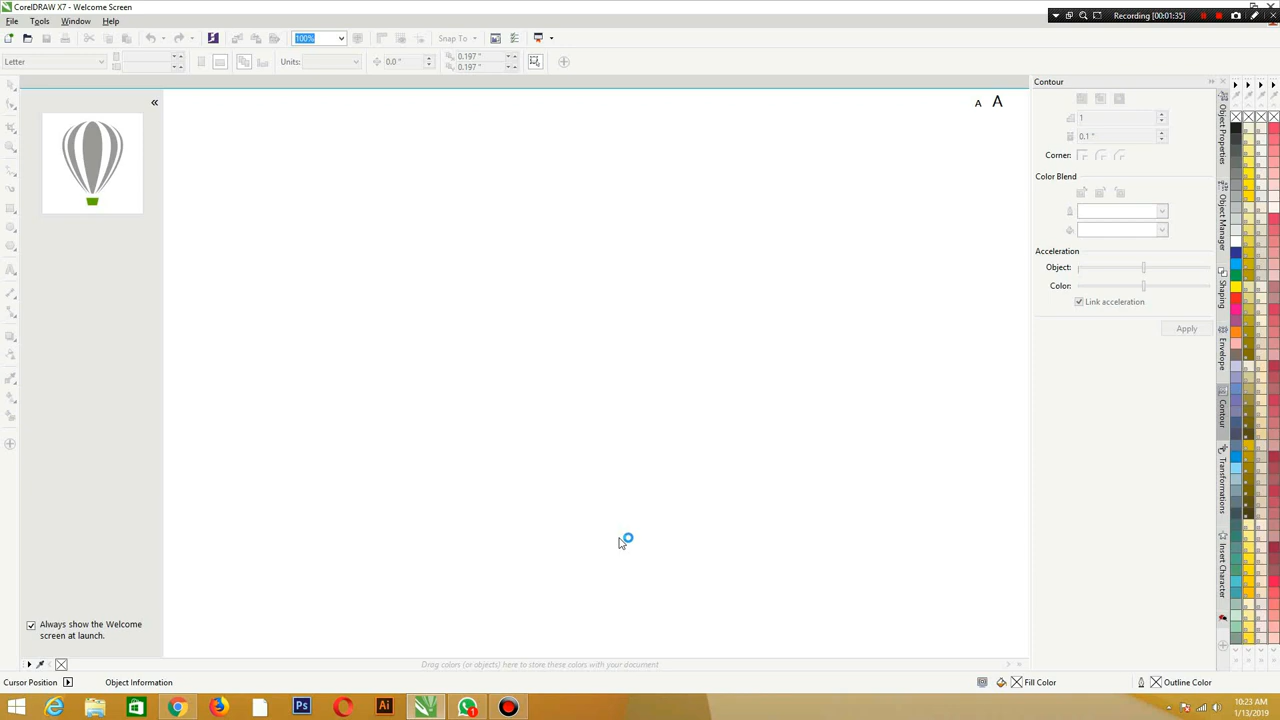 CorelDRAW X7 - Welcome Screen
Recording [00:01:35]
File Tools Window Help
100% Snap To
Letter Units: 0.0 " 0.197 "
0.197 "
Contour
A A
1
0.1 "
Corner:
Color Blend
Acceleration
Object:
Color:
Link acceleration
Apply
Object Properties
Object Manager
Shaping
Envelope
Contour
Transformations
Insert Character
Always show the Welcome
screen at launch.
Drag colors (or objects) here to store these colors with your document
Cursor Position Object Information Fill Color Outline Color
Ps Ai 1
10:23 AM
1/13/2019